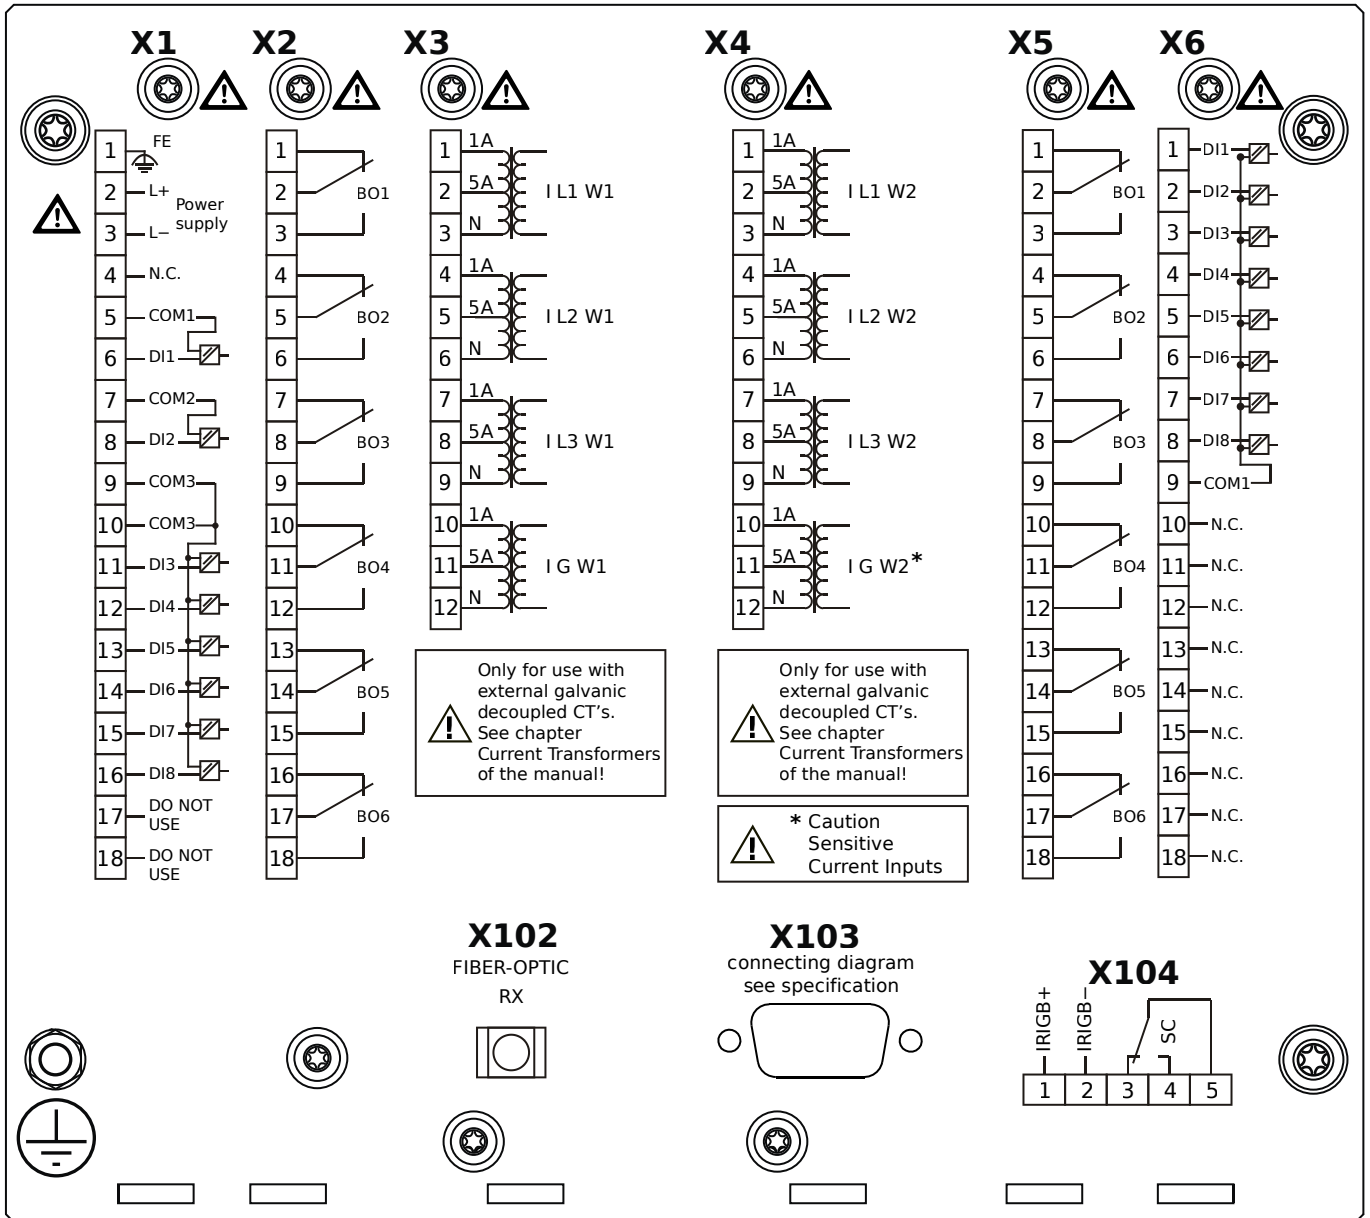 X1
X2
X3
X4
X5
X6
1 FE
2 L+
Power
supply
3 L−
4 N.C.
5 COM1
6 DI1
7 COM2
8 DI2
9 COM3
10 COM3
11 DI3
12 DI4
13 DI5
14 DI6
15 DI7
16 DI8
17 DO NOT
USE
18 DO NOT
USE
1
2 BO1
3
4
5 BO2
6
7
8 BO3
9
10
11 BO4
12
13
14 BO5
15
16
17 BO6
18
1 1A
2 5A I L1 W1
3 N
4 1A
5 5A I L2 W1
6 N
7 1A
8 5A I L3 W1
9 N
10 1A
11 5A I G W1
12 N
Only for use with
external galvanic
decoupled CT's.
See chapter
Current Transformers
of the manual!
1 1A
2 5A I L1 W2
3 N
4 1A
5 5A I L2 W2
6 N
7 1A
8 5A I L3 W2
9 N
10 1A
11 5A I G W2*
12 N
Only for use with
external galvanic
decoupled CT's.
See chapter
Current Transformers
of the manual!
* Caution
Sensitive
Current Inputs
1
2 BO1
3
4
5 BO2
6
7
8 BO3
9
10
11 BO4
12
13
14 BO5
15
16
17 BO6
18
1 DI1
2 DI2
3 DI3
4 DI4
5 DI5
6 DI6
7 DI7
8 DI8
9 COM1
10 N.C.
11 N.C.
12 N.C.
13 N.C.
14 N.C.
15 N.C.
16 N.C.
17 N.C.
18 N.C.
X102
FIBER-OPTIC
RX
X103
connecting diagram
see specification
X104
IRIGB+
IRIGB−
SC
1 2 3 4 5